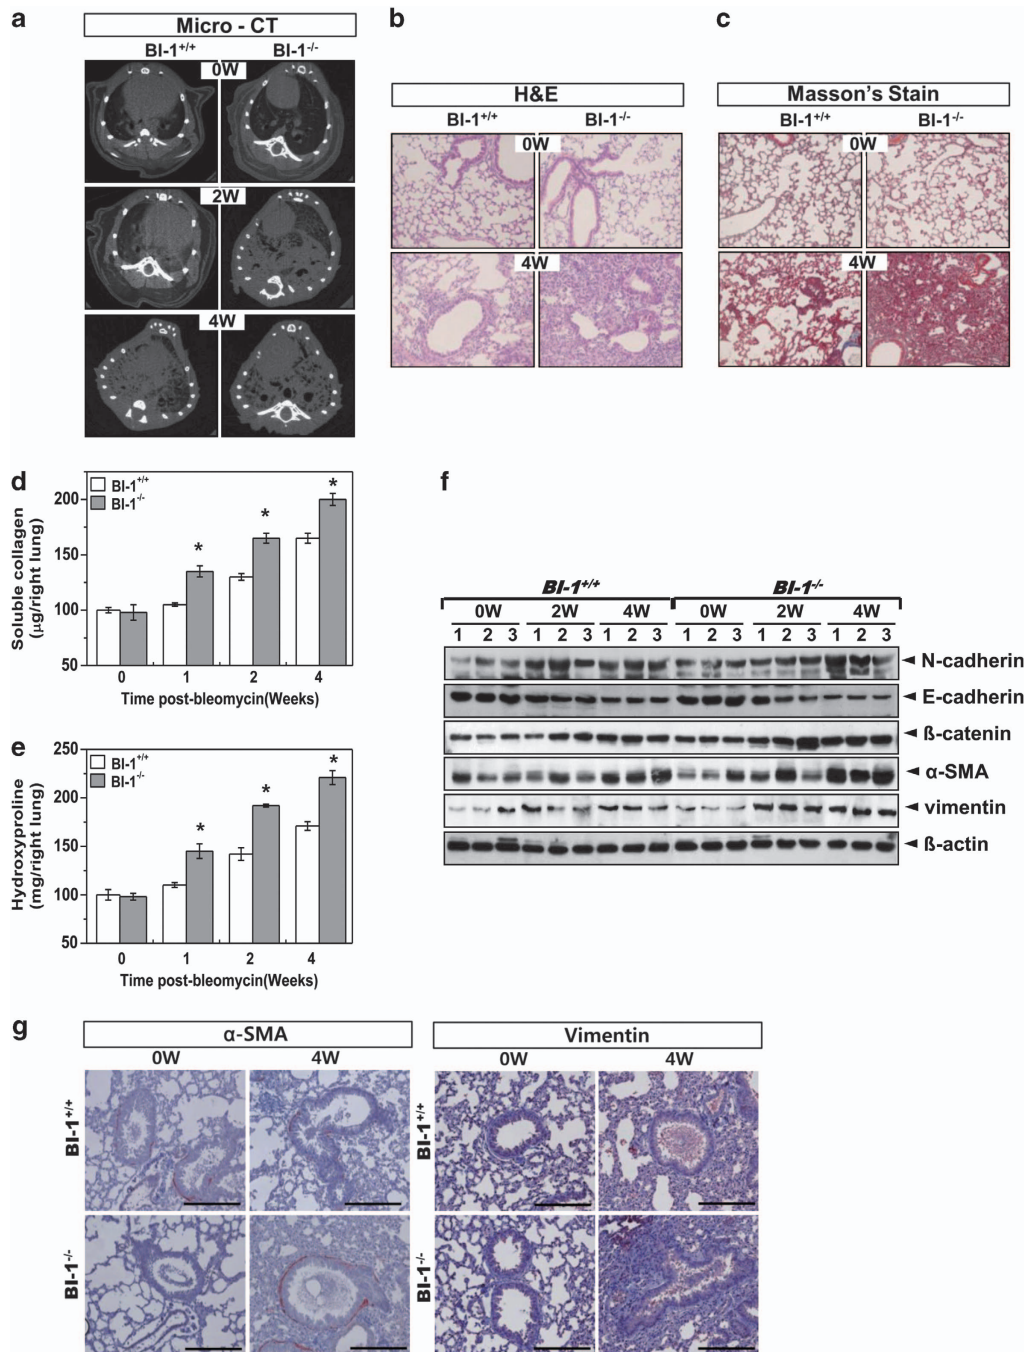 a
Micro - CT
BI-1+/+ BI-1-/-
0W
2W
4W
b
H&E
BI-1+/+ BI-1-/-
0W
4W
c
Masson's Stain
BI-1+/+ BI-1-/-
0W
4W
d
Soluble collagen
(µg/right lung)
BI-1+/+
BI-1-/-
200
150
100
50
* * *
0 1 2 4
Time post-bleomycin(Weeks)
e
Hydroxyproline
(mg/right lung)
BI-1+/+
BI-1-/-
250
200
150
100
50
* * *
0 1 2 4
Time post-bleomycin(Weeks)
f
BI-1+/+ BI-1-/-
0W 2W 4W 0W 2W 4W
1 2 3 1 2 3 1 2 3 1 2 3 1 2 3 1 2 3
N-cadherin
E-cadherin
ß-catenin
α-SMA
vimentin
ß-actin
g
α-SMA
0W 4W
BI-1+/+
BI-1-/-
Vimentin
0W 4W
BI-1+/+
BI-1-/-